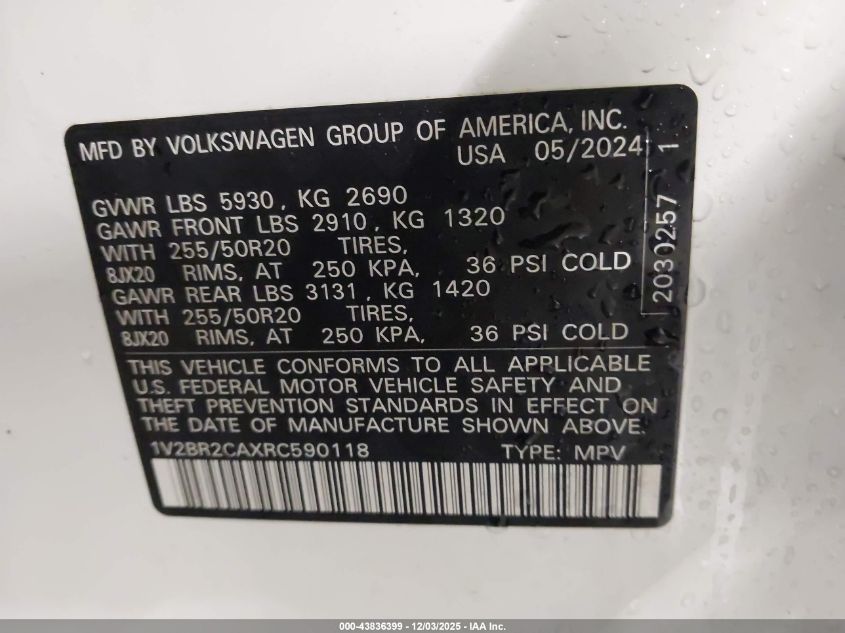 MFD BY VOLKSWAGEN GROUP OF AMERICA, INC.
USA 05/2024
GVWR LBS 5930, KG 2690
GAWR FRONT LBS 2910, KG 1320
WITH 255/50R20 TIRES,
8JX20 RIMS, AT 250 KPA, 36 PSI COLD
GAWR REAR LBS 3131, KG 1420
WITH 255/50R20 TIRES,
8JX20 RIMS, AT 250 KPA, 36 PSI COLD
THIS VEHICLE CONFORMS TO ALL APPLICABLE
U.S. FEDERAL MOTOR VEHICLE SAFETY AND
THEFT PREVENTION STANDARDS IN EFFECT ON
THE DATE OF MANUFACTURE SHOWN ABOVE.
1V2BR2CAXRC590118 TYPE: MPV
2030257 1
000-43836399 - 12/03/2025 - IAA Inc.